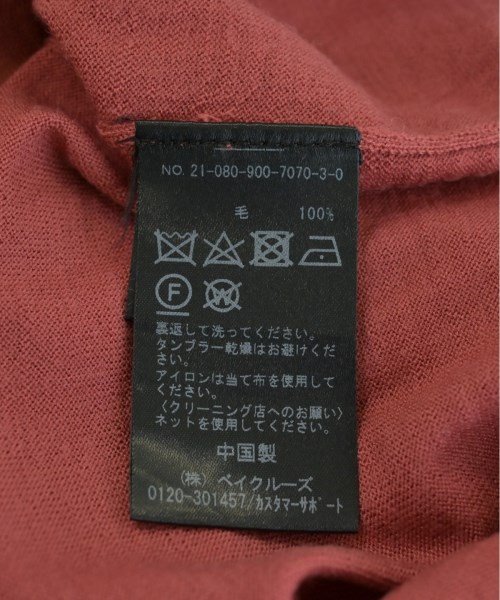 NO. 21-080-900-7070-3-0
毛 100%
F W
裏返して洗ってください。
タンブラー乾燥はお避けくだ
さい。
アイロンは当て布を使用して
ください。
〈クリーニング店へのお願い〉
ネットを使用してください。
中国製
(株) ベイクルーズ
0120-301457/カスタマーサポート